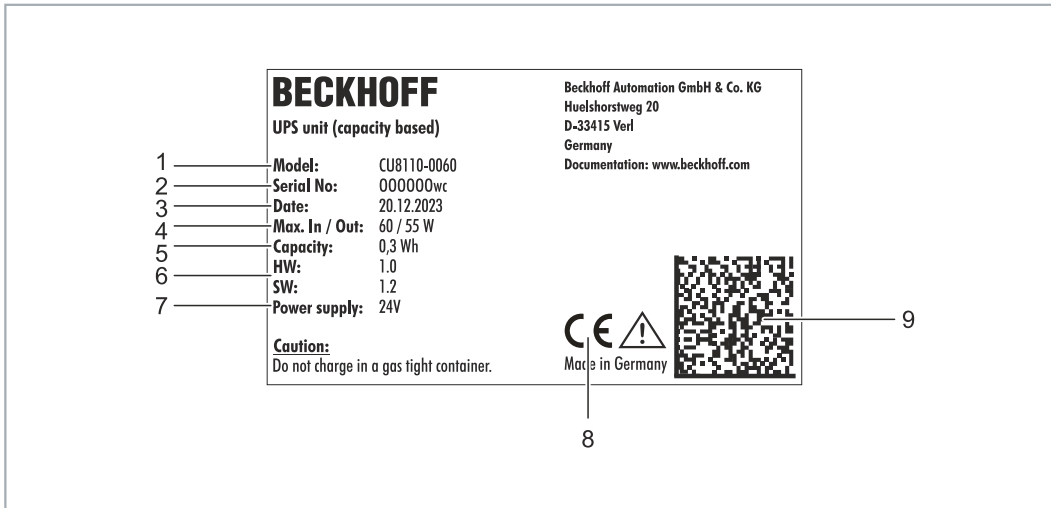 BECKHOFF
UPS unit (capacity based)
Beckhoff Automation GmbH & Co. KG
Huelshorstweg 20
D-33415 Verl
Germany
Documentation: www.beckhoff.com
1 Model: CU8110-0060
2 Serial No: 000000wc
3 Date: 20.12.2023
4 Max. In / Out: 60 / 55 W
5 Capacity: 0,3 Wh
HW: 1.0
6
SW: 1.2
7 Power supply: 24V
Caution:
Do not charge in a gas tight container.
CE
Made in Germany
8
9